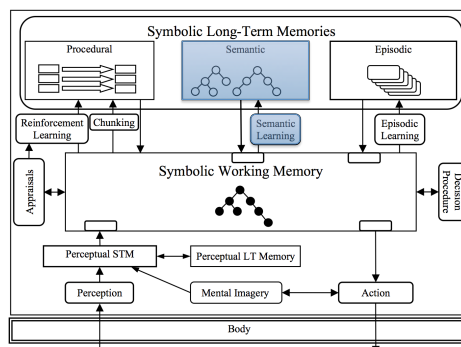 Symbolic Long-Term Memories
Procedural
Semantic
Episodic
Reinforcement
Learning
Chunking
Semantic
Learning
Episodic
Learning
Symbolic Working Memory
Appraisals
Decision
Procedure
Perceptual STM
Perceptual LT Memory
Perception
Mental Imagery
Action
Body